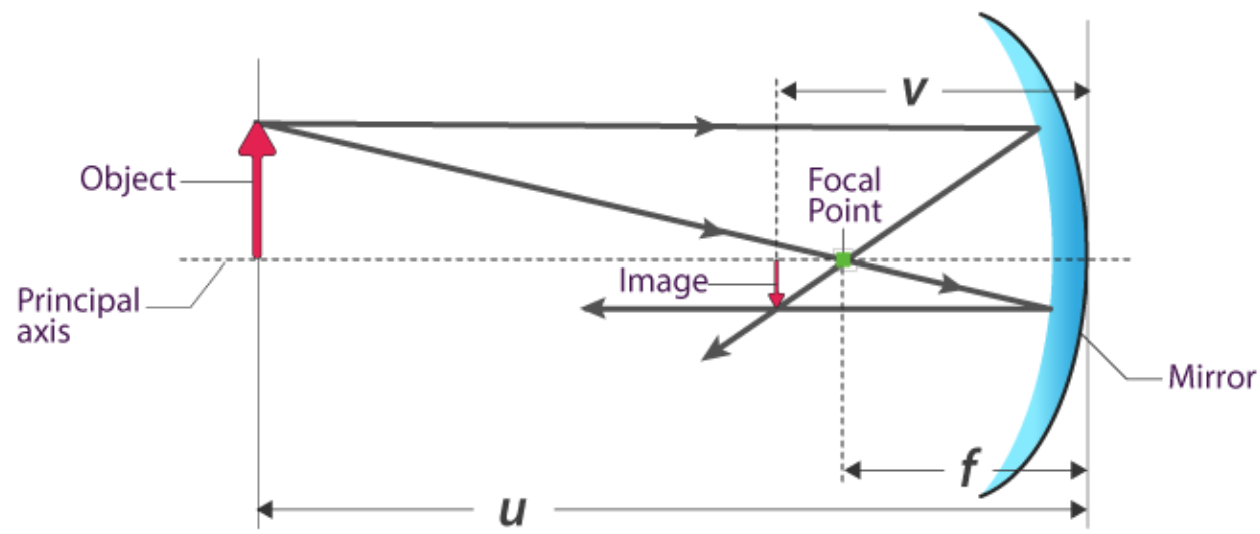 v
Object
Focal
Point
Image
Principal
axis
Mirror
f
u